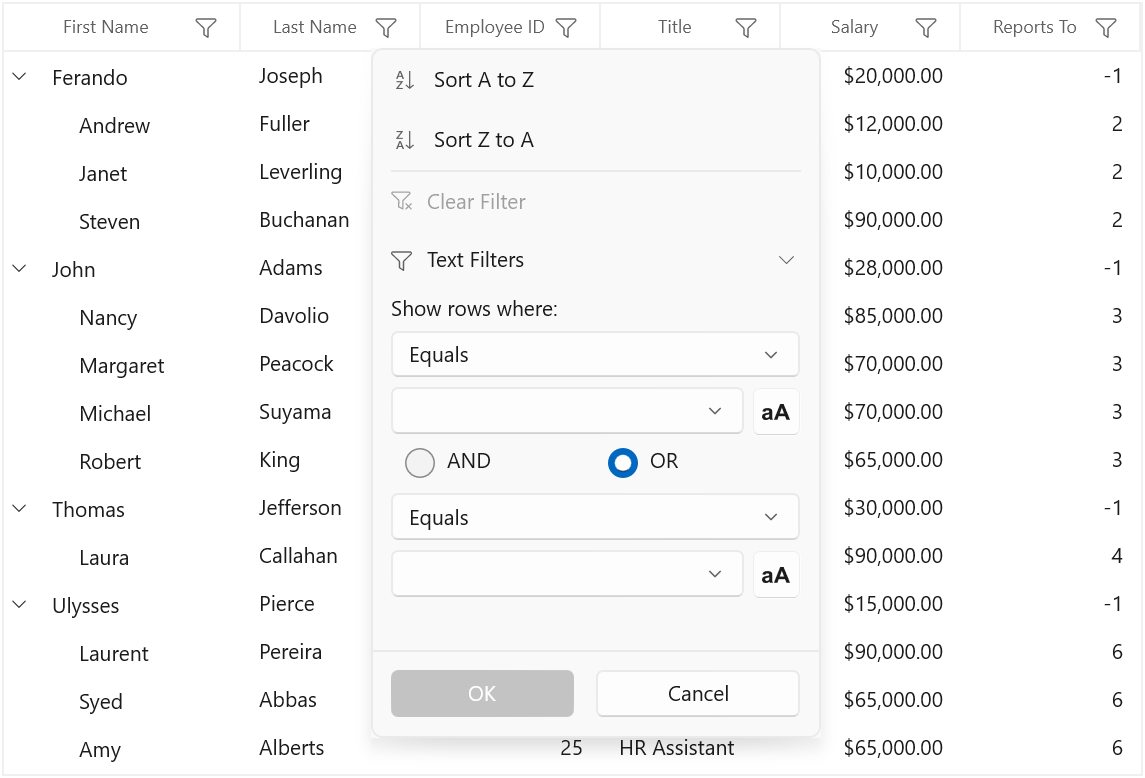 First Name Last Name Employee ID Title Salary Reports To
Ferando Joseph $20,000.00 -1
Andrew Fuller $12,000.00 2
Janet Leverling $10,000.00 2
Steven Buchanan $90,000.00 2
John Adams $28,000.00 -1
Nancy Davolio $85,000.00 3
Margaret Peacock $70,000.00 3
Michael Suyama $70,000.00 3
Robert King $65,000.00 3
Thomas Jefferson $30,000.00 -1
Laura Callahan $90,000.00 4
Ulysses Pierce $15,000.00 -1
Laurent Pereira $90,000.00 6
Syed Abbas $65,000.00 6
Amy Alberts 25 HR Assistant $65,000.00 6
AZ Sort A to Z
ZA Sort Z to A
Clear Filter
Text Filters
Show rows where:
Equals
aA
AND OR
Equals
aA
OK Cancel